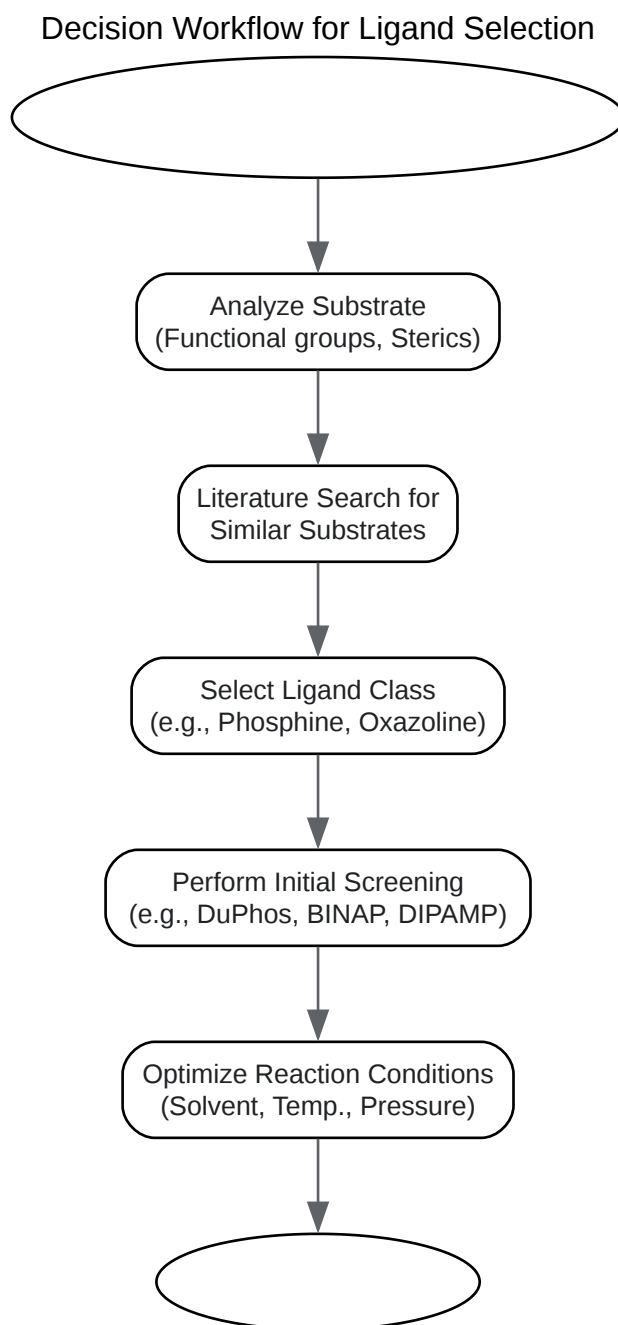 Decision Workflow for Ligand Selection
Analyze Substrate
(Functional groups, Sterics)
Literature Search for
Similar Substrates
Select Ligand Class
(e.g., Phosphine, Oxazoline)
Perform Initial Screening
(e.g., DuPhos, BINAP, DIPAMP)
Optimize Reaction Conditions
(Solvent, Temp., Pressure)